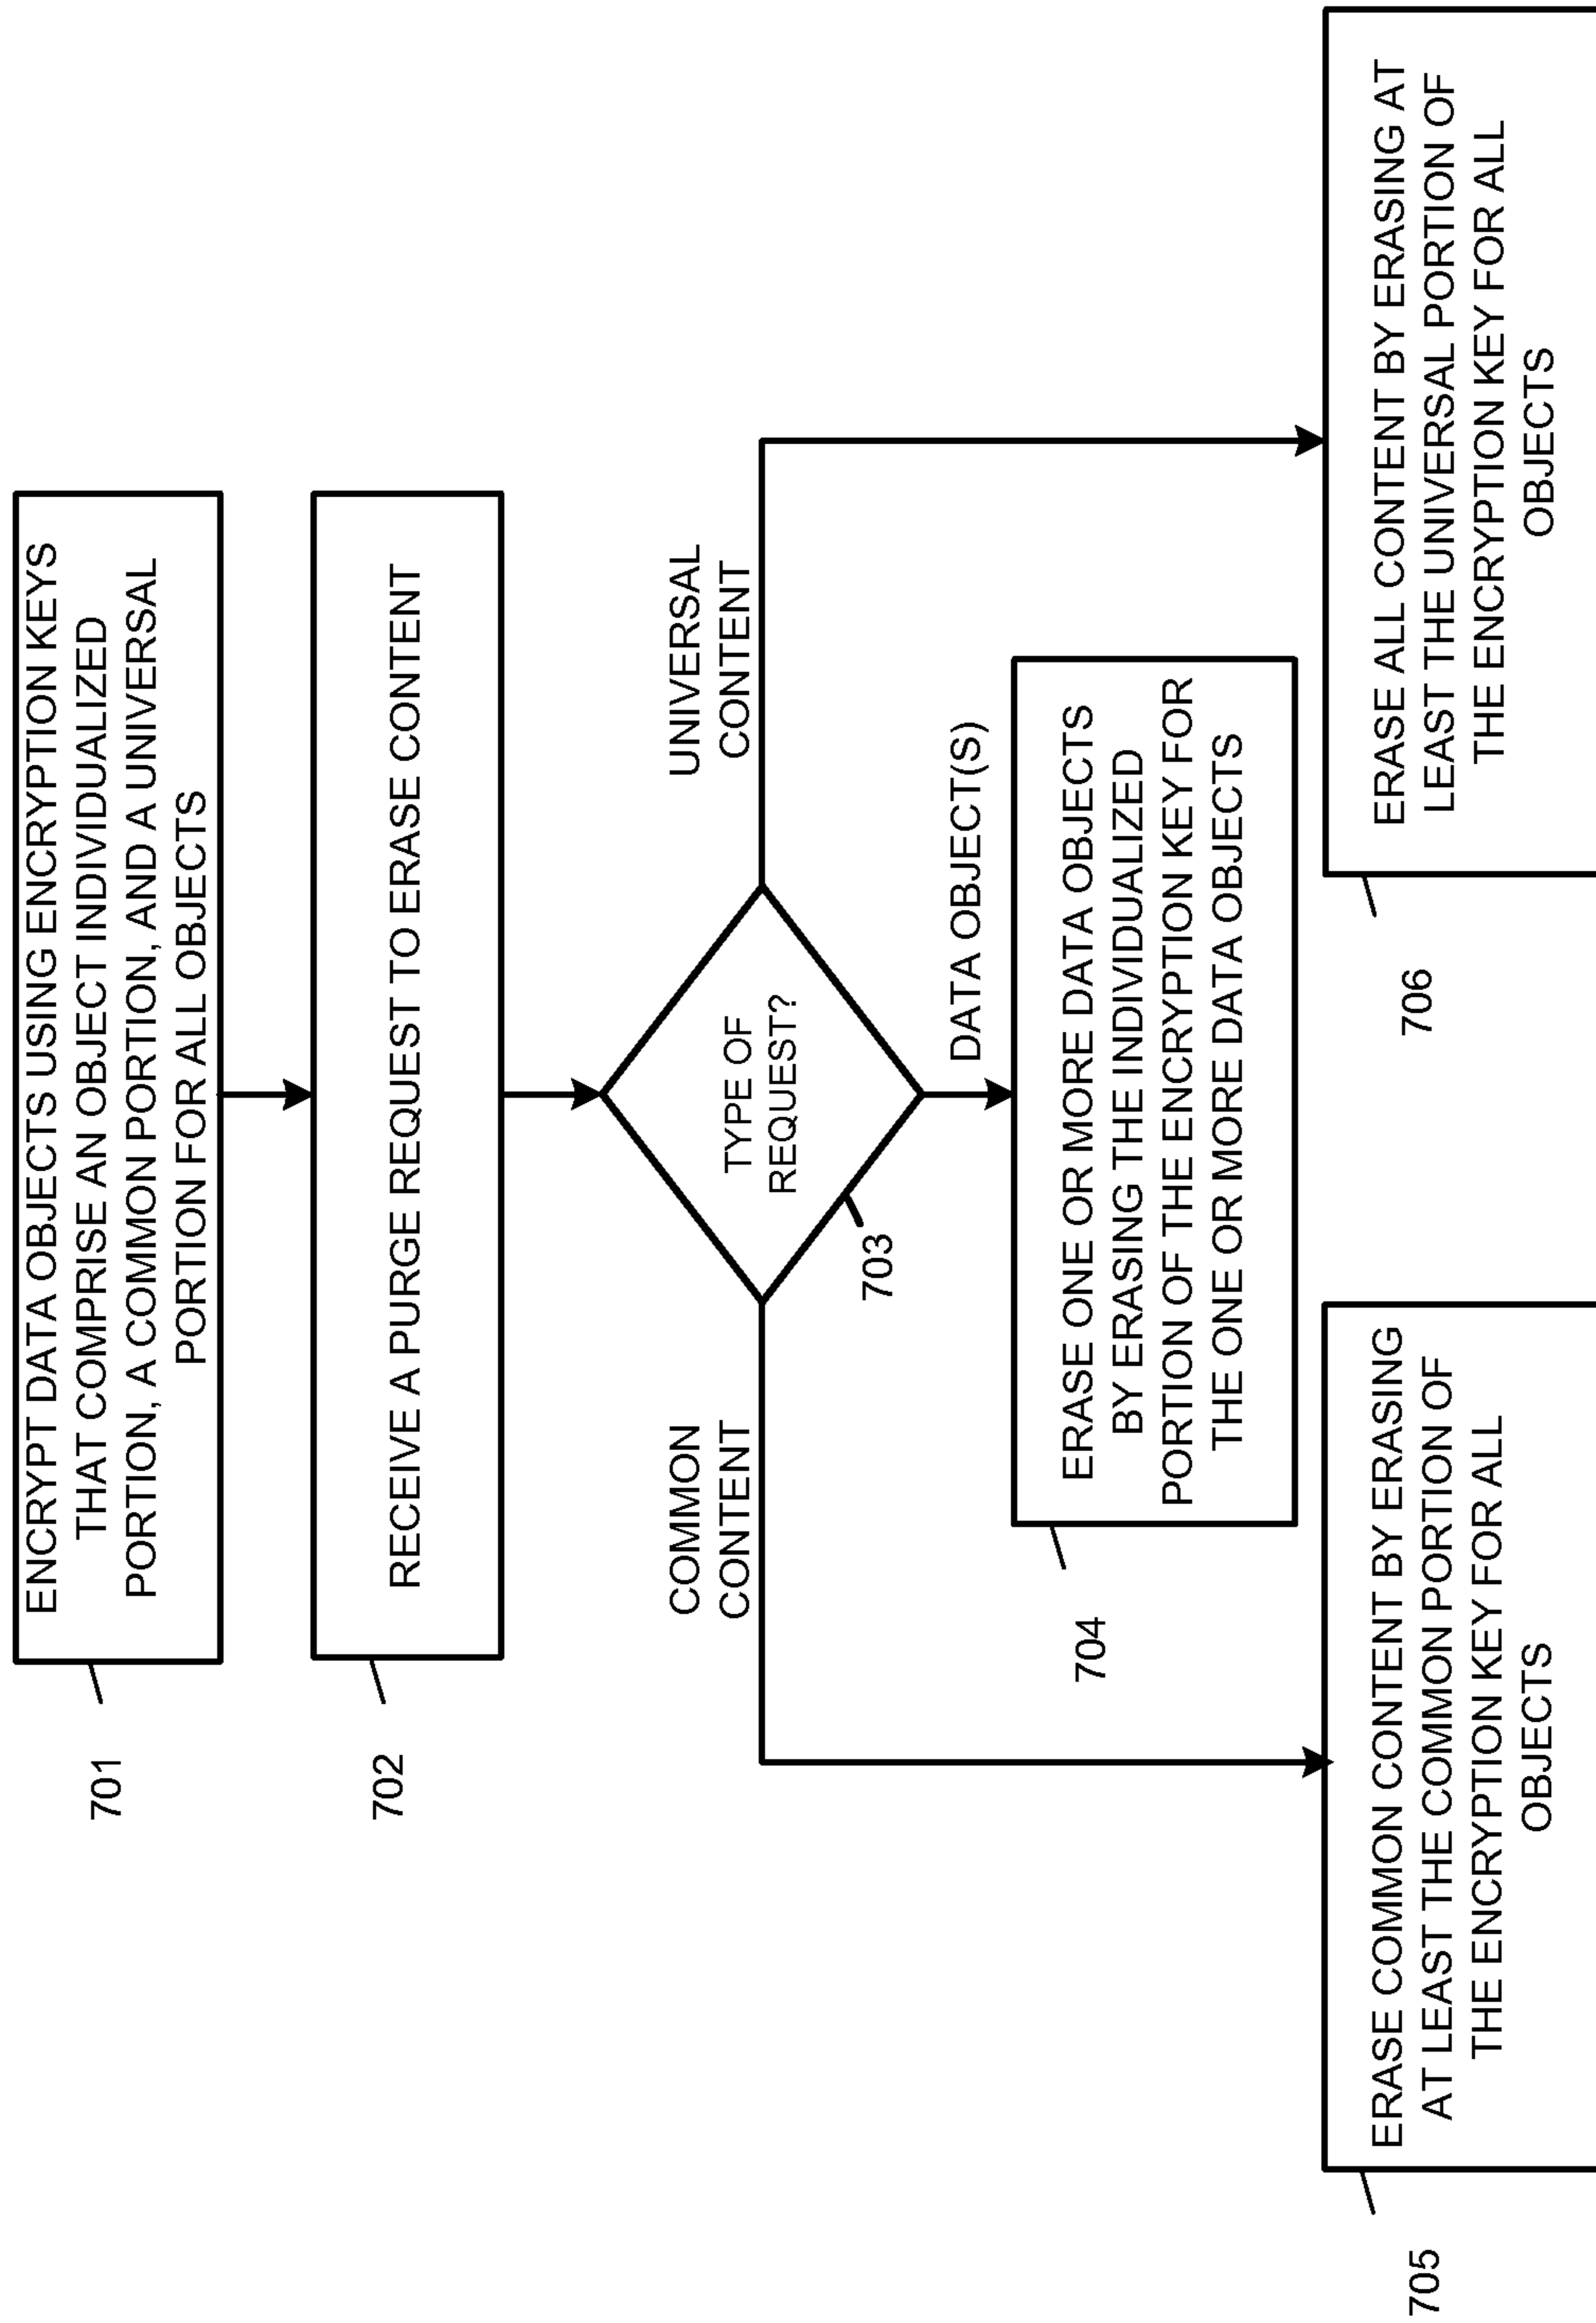 701
ENCRYPT DATA OBJECTS USING ENCRYPTION KEYS
THAT COMPRISE AN OBJECT INDIVIDUALIZED
PORTION, A COMMON PORTION, AND A UNIVERSAL
PORTION FOR ALL OBJECTS
702
RECEIVE A PURGE REQUEST TO ERASE CONTENT
COMMON
CONTENT
TYPE OF
REQUEST?
703
UNIVERSAL
CONTENT
DATA OBJECT(S)
704
ERASE ONE OR MORE DATA OBJECTS
BY ERASING THE INDIVIDUALIZED
PORTION OF THE ENCRYPTION KEY FOR
THE ONE OR MORE DATA OBJECTS
705
ERASE COMMON CONTENT BY ERASING
AT LEAST THE COMMON PORTION OF
THE ENCRYPTION KEY FOR ALL
OBJECTS
706
ERASE ALL CONTENT BY ERASING AT
LEAST THE UNIVERSAL PORTION OF
THE ENCRYPTION KEY FOR ALL
OBJECTS